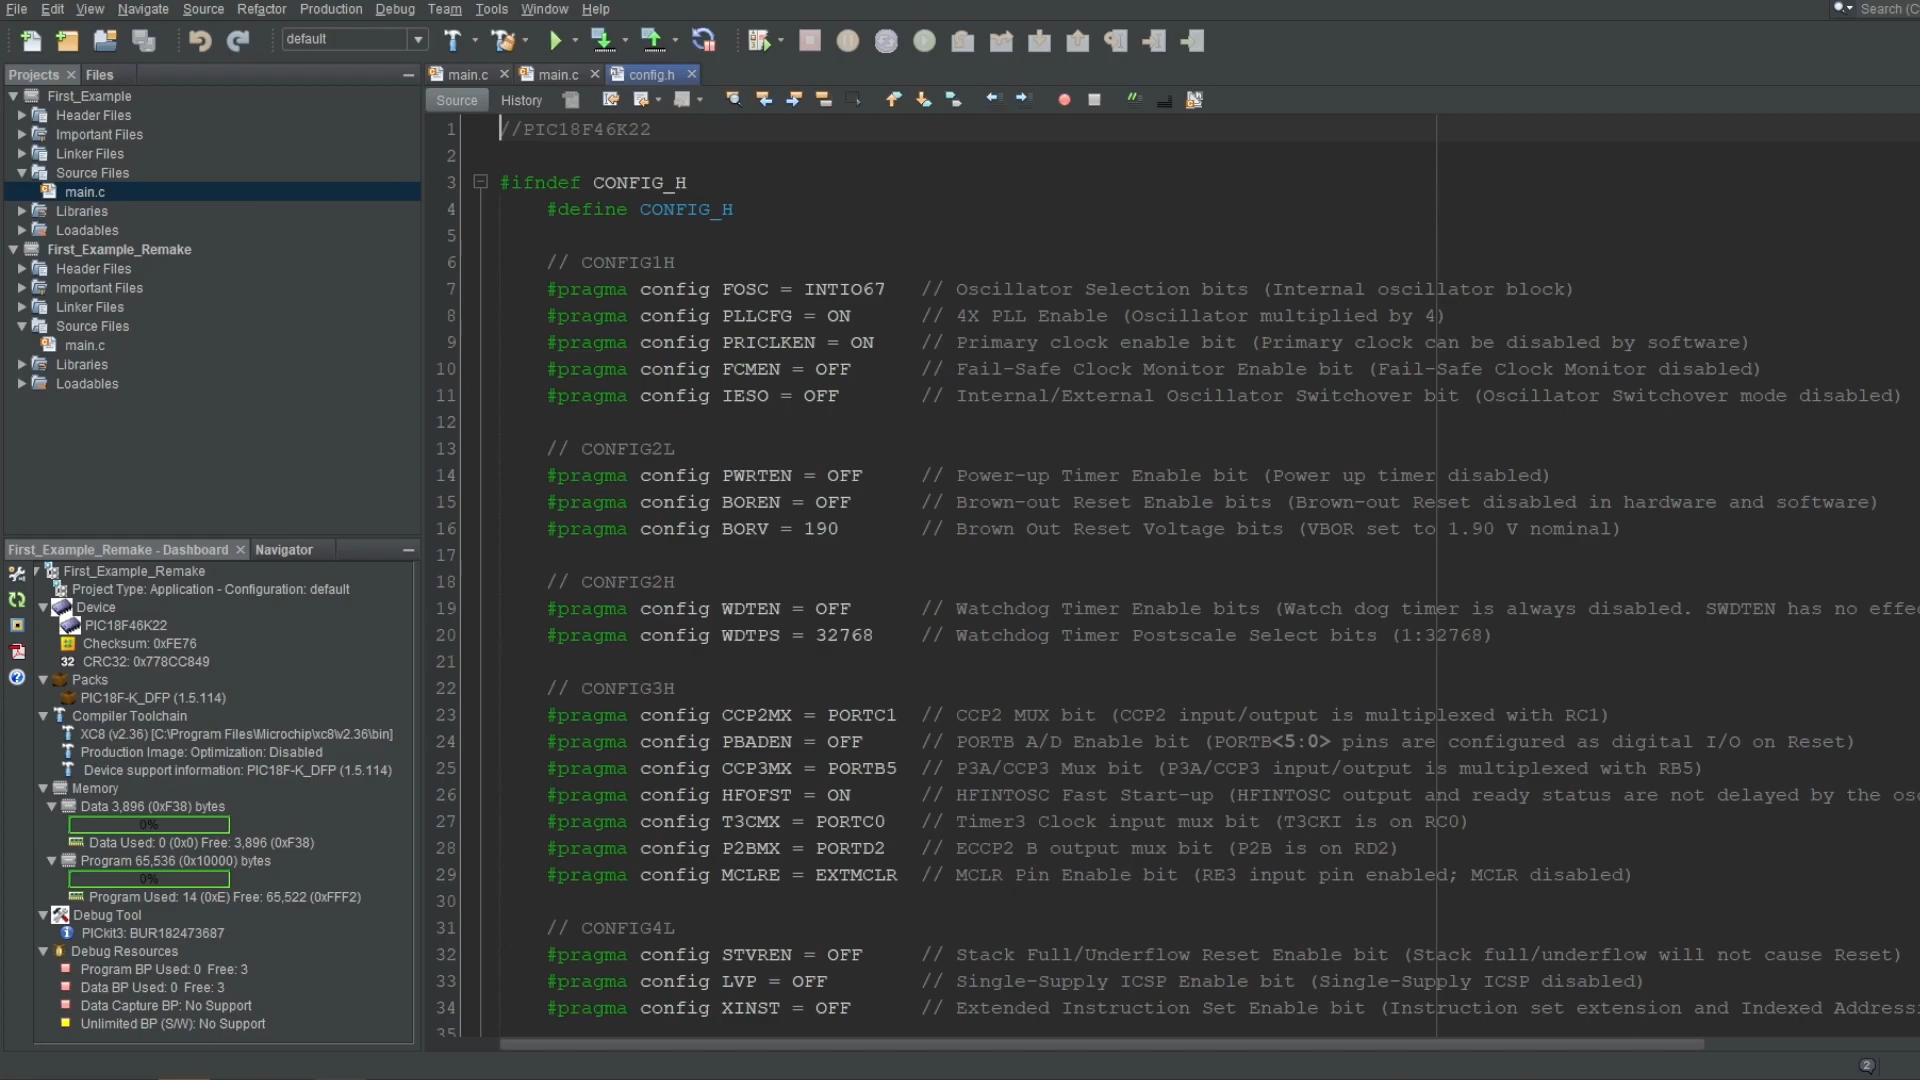 File Edit View Navigate Source Refactor Production Debug Team Tools Window Help
Search (C
default
Projects Files
First_Example
Header Files
Important Files
Linker Files
Source Files
main.c
Libraries
Loadables
First_Example_Remake
Header Files
Important Files
Linker Files
Source Files
main.c
Libraries
Loadables
First_Example_Remake - Dashboard Navigator
First_Example_Remake
Project Type: Application - Configuration: default
Device
PIC18F46K22
Checksum: 0xFE76
32 CRC32: 0x778CC849
Packs
PIC18F-K_DFP (1.5.114)
Compiler Toolchain
XC8 (v2.36) [C:\Program Files\Microchip\xc8\v2.36\bin]
Production Image: Optimization: Disabled
Device support information: PIC18F-K_DFP (1.5.114)
Memory
Data 3,896 (0xF38) bytes
0%
Data Used: 0 (0x0) Free: 3,896 (0xF38)
Program 65,536 (0x10000) bytes
0%
Program Used: 14 (0xE) Free: 65,522 (0xFFF2)
Debug Tool
PICkit3: BUR182473687
Debug Resources
Program BP Used: 0 Free: 3
Data BP Used: 0 Free: 3
Data Capture BP: No Support
Unlimited BP (S/W): No Support
main.c main.c config.h
Source History
1 //PIC18F46K22
2
3 #ifndef CONFIG_H
4 #define CONFIG_H
5
6 // CONFIG1H
7 #pragma config FOSC = INTIO67 // Oscillator Selection bits (Internal oscillator block)
8 #pragma config PLLCFG = ON // 4X PLL Enable (Oscillator multiplied by 4)
9 #pragma config PRICLKEN = ON // Primary clock enable bit (Primary clock can be disabled by software)
10 #pragma config FCMEN = OFF // Fail-Safe Clock Monitor Enable bit (Fail-Safe Clock Monitor disabled)
11 #pragma config IESO = OFF // Internal/External Oscillator Switchover bit (Oscillator Switchover mode disabled)
12
13 // CONFIG2L
14 #pragma config PWRTEN = OFF // Power-up Timer Enable bit (Power up timer disabled)
15 #pragma config BOREN = OFF // Brown-out Reset Enable bits (Brown-out Reset disabled in hardware and software)
16 #pragma config BORV = 190 // Brown Out Reset Voltage bits (VBOR set to 1.90 V nominal)
17
18 // CONFIG2H
19 #pragma config WDTEN = OFF // Watchdog Timer Enable bits (Watch dog timer is always disabled. SWDTEN has no effec
20 #pragma config WDTPS = 32768 // Watchdog Timer Postscale Select bits (1:32768)
21
22 // CONFIG3H
23 #pragma config CCP2MX = PORTC1 // CCP2 MUX bit (CCP2 input/output is multiplexed with RC1)
24 #pragma config PBADEN = OFF // PORTB A/D Enable bit (PORTB<5:0> pins are configured as digital I/O on Reset)
25 #pragma config CCP3MX = PORTB5 // P3A/CCP3 Mux bit (P3A/CCP3 input/output is multiplexed with RB5)
26 #pragma config HFOFST = ON // HFINTOSC Fast Start-up (HFINTOSC output and ready status are not delayed by the osc
27 #pragma config T3CMX = PORTC0 // Timer3 Clock input mux bit (T3CKI is on RC0)
28 #pragma config P2BMX = PORTD2 // ECCP2 B output mux bit (P2B is on RD2)
29 #pragma config MCLRE = EXTMCLR // MCLR Pin Enable bit (RE3 input pin enabled; MCLR disabled)
30
31 // CONFIG4L
32 #pragma config STVREN = OFF // Stack Full/Underflow Reset Enable bit (Stack full/underflow will not cause Reset)
33 #pragma config LVP = OFF // Single-Supply ICSP Enable bit (Single-Supply ICSP disabled)
34 #pragma config XINST = OFF // Extended Instruction Set Enable bit (Instruction set extension and Indexed Addressi
35
2